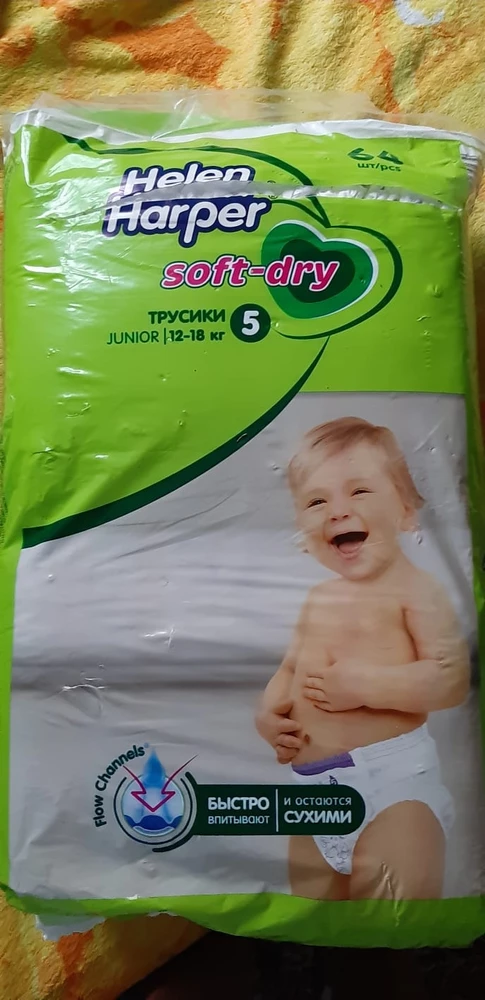 64
шт/pcs
Helen
Harper
soft-dry
ТРУСИКИ 5
JUNIOR | 12-18 кг
Flow Channels
БЫСТРО
ВПИТЫВАЮТ
И ОСТАЮТСЯ
СУХИМИ